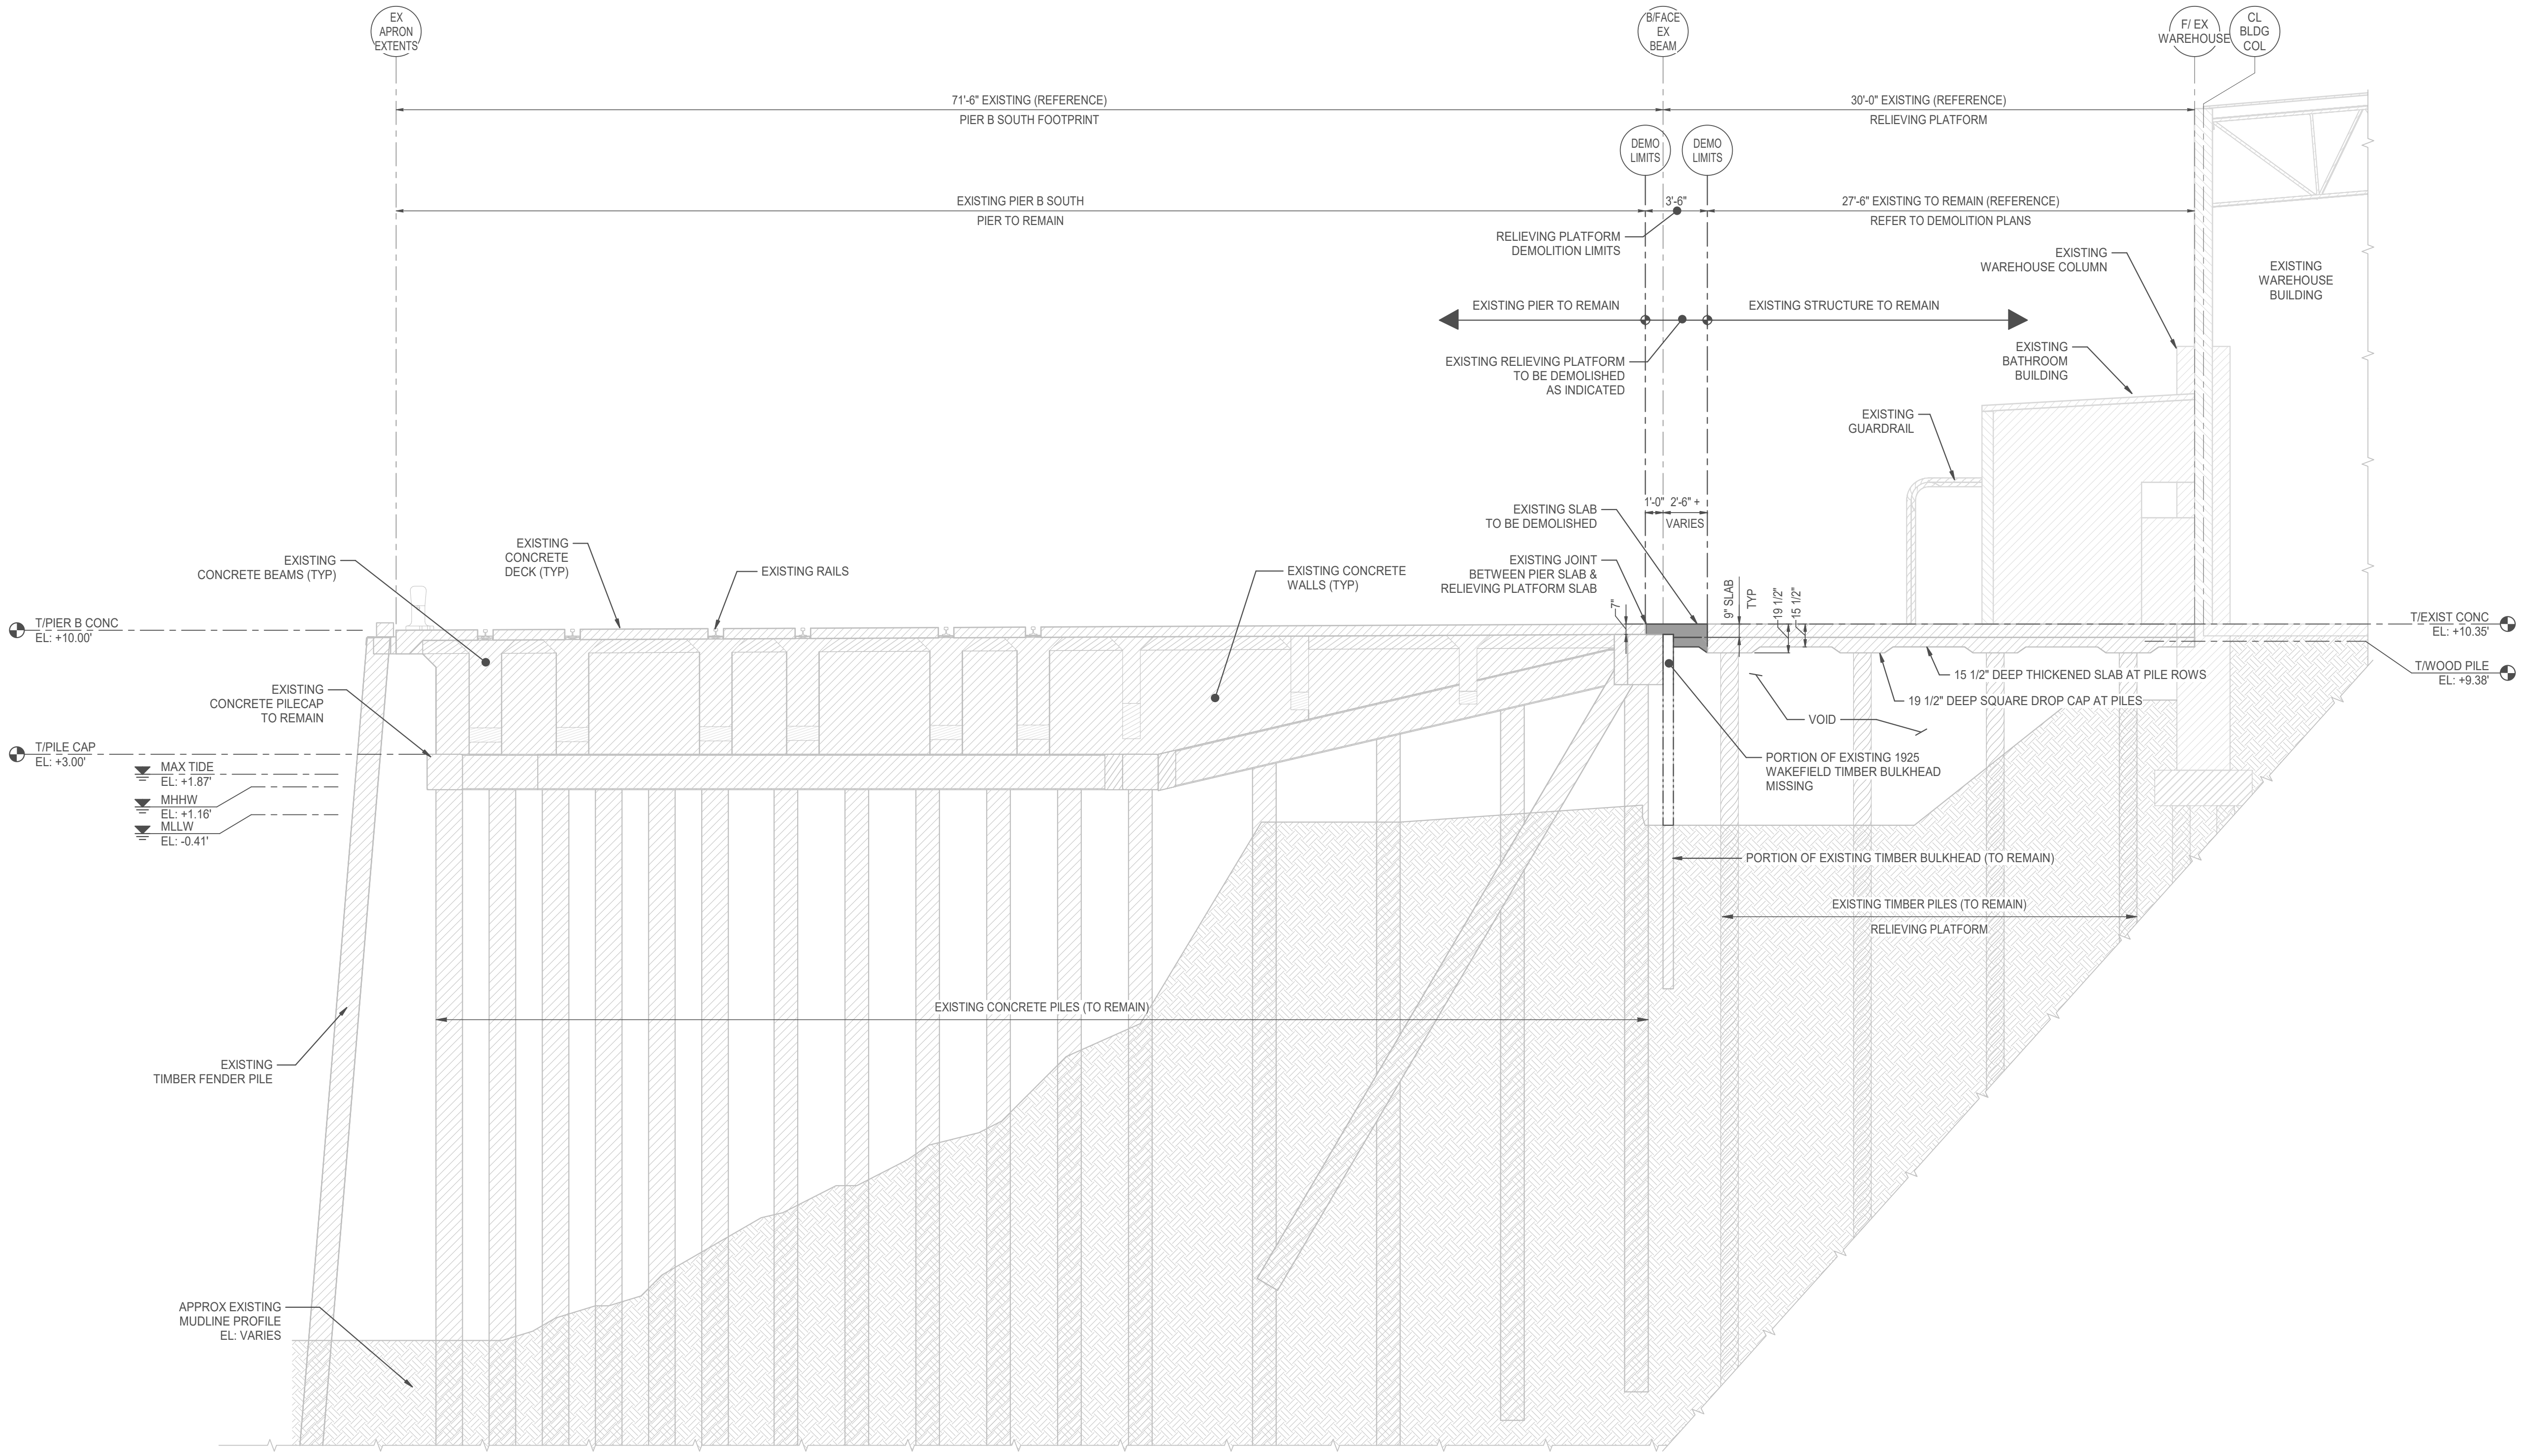 EX
APRON
EXTENTS
B/FACE
EX
BEAM
F/ EX
WAREHOUSE
CL
BLDG
COL
71'-6" EXISTING (REFERENCE)
PIER B SOUTH FOOTPRINT
30'-0" EXISTING (REFERENCE)
RELIEVING PLATFORM
DEMO
LIMITS
DEMO
LIMITS
EXISTING PIER B SOUTH
PIER TO REMAIN
3'-6"
27'-6" EXISTING TO REMAIN (REFERENCE)
REFER TO DEMOLITION PLANS
RELIEVING PLATFORM
DEMOLITION LIMITS
EXISTING
WAREHOUSE COLUMN
EXISTING
WAREHOUSE
BUILDING
EXISTING PIER TO REMAIN
EXISTING STRUCTURE TO REMAIN
EXISTING RELIEVING PLATFORM
TO BE DEMOLISHED
AS INDICATED
EXISTING
BATHROOM
BUILDING
EXISTING
GUARDRAIL
1'-0" 2'-6" +
VARIES
EXISTING SLAB
TO BE DEMOLISHED
EXISTING
CONCRETE BEAMS (TYP)
EXISTING
CONCRETE
DECK (TYP)
EXISTING RAILS
EXISTING CONCRETE
WALLS (TYP)
EXISTING JOINT
BETWEEN PIER SLAB &
RELIEVING PLATFORM SLAB
7"
9" SLAB
TYP
19 1/2"
15 1/2"
T/PIER B CONC
EL: +10.00'
T/EXIST CONC
EL: +10.35'
T/WOOD PILE
EL: +9.38'
EXISTING
CONCRETE PILECAP
TO REMAIN
15 1/2" DEEP THICKENED SLAB AT PILE ROWS
19 1/2" DEEP SQUARE DROP CAP AT PILES
VOID
T/PILE CAP
EL: +3.00'
MAX TIDE
EL: +1.87'
MHHW
EL: +1.16'
MLLW
EL: -0.41'
PORTION OF EXISTING 1925
WAKEFIELD TIMBER BULKHEAD
MISSING
PORTION OF EXISTING TIMBER BULKHEAD (TO REMAIN)
EXISTING TIMBER PILES (TO REMAIN)
RELIEVING PLATFORM
EXISTING CONCRETE PILES (TO REMAIN)
EXISTING
TIMBER FENDER PILE
APPROX EXISTING
MUDLINE PROFILE
EL: VARIES